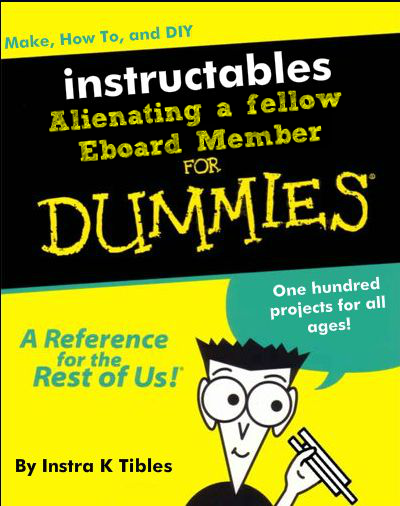 Make, How To, and DIY
instructables
Alienating a fellow
Eboard Member
FOR
DUMMIES®
One hundred
projects for all
ages!
A Reference
for the
Rest of Us!®
By Instra K Tibles